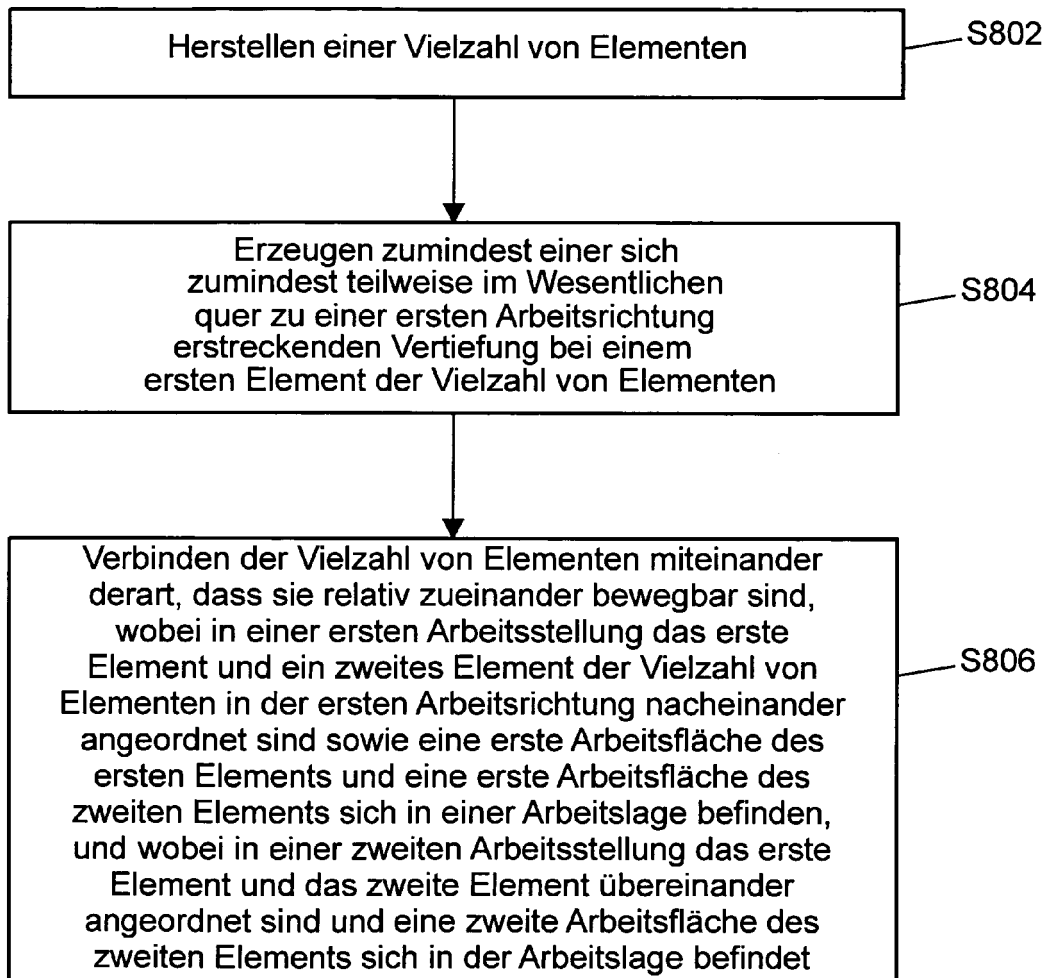 Herstellen einer Vielzahl von Elementen
S802
Erzeugen zumindest einer sich
zumindest teilweise im Wesentlichen
quer zu einer ersten Arbeitsrichtung
erstreckenden Vertiefung bei einem
ersten Element der Vielzahl von Elementen
S804
Verbinden der Vielzahl von Elementen miteinander
derart, dass sie relativ zueinander bewegbar sind,
wobei in einer ersten Arbeitsstellung das erste
Element und ein zweites Element der Vielzahl von
Elementen in der ersten Arbeitsrichtung nacheinander
angeordnet sind sowie eine erste Arbeitsfläche des
ersten Elements und eine erste Arbeitsfläche des
zweiten Elements sich in einer Arbeitslage befinden,
und wobei in einer zweiten Arbeitsstellung das erste
Element und das zweite Element übereinander
angeordnet sind und eine zweite Arbeitsfläche des
zweiten Elements sich in der Arbeitslage befindet
S806